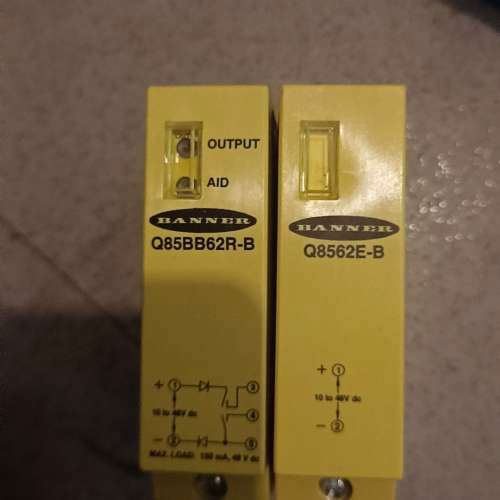 OUTPUT
AID
BANNER
Q85BB62R-B
+ 1 3
10 to 48V dc 4
- 2 5
MAX. LOAD: 150 mA, 48 V dc
BANNER
Q8562E-B
+ 1
10 to 48V dc
- 2